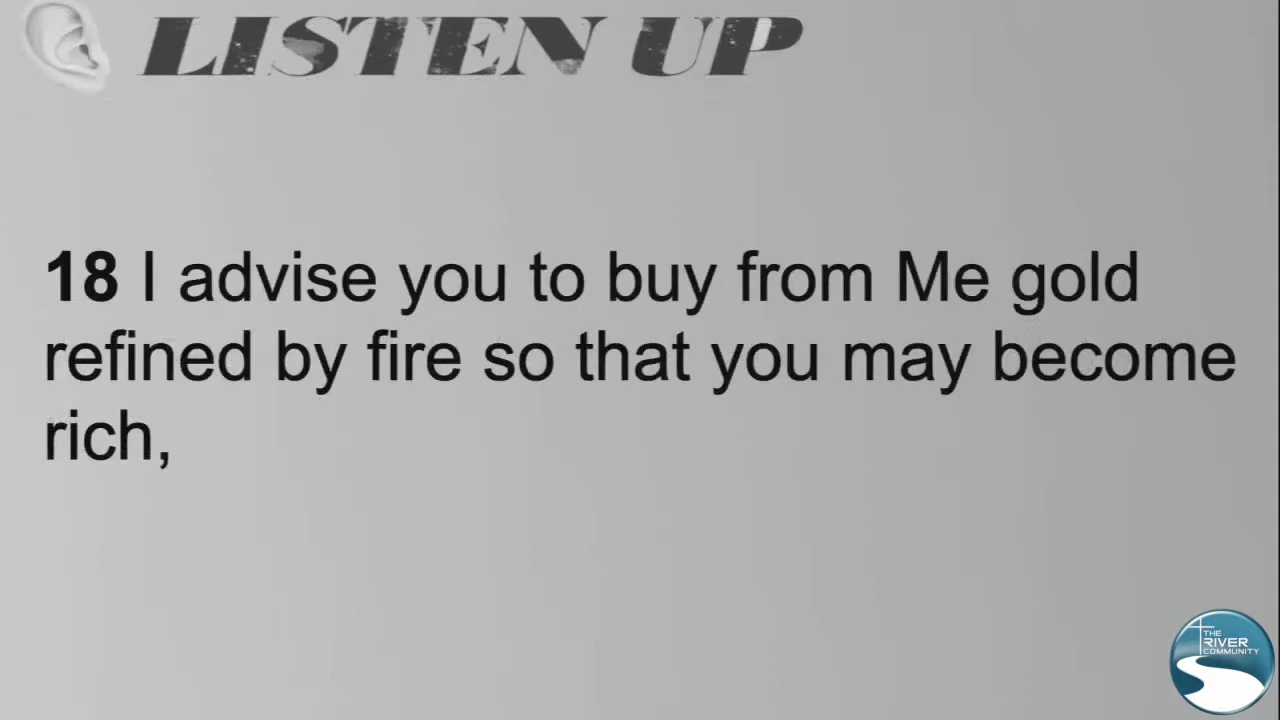 LISTEN UP
18 I advise you to buy from Me gold
refined by fire so that you may become
rich,
THE
RIVER
COMMUNITY